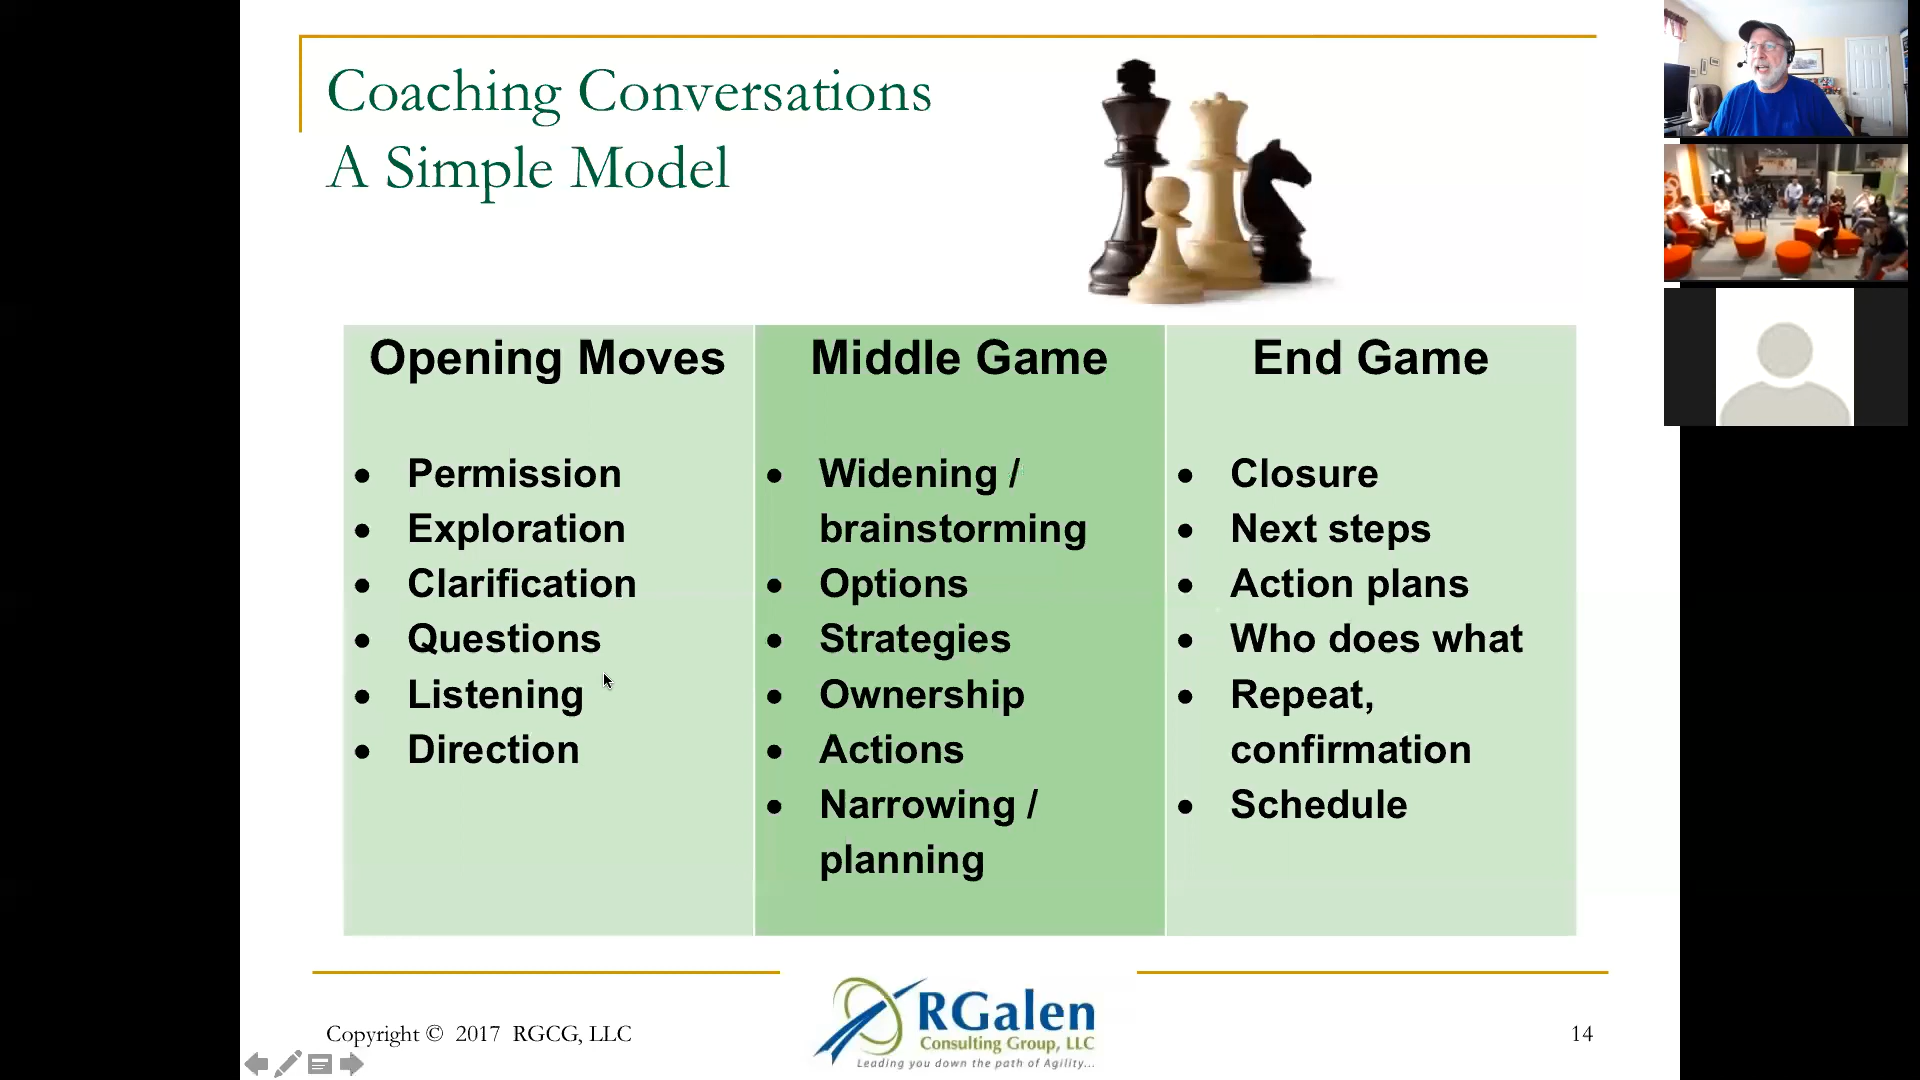 Coaching Conversations
A Simple Model
Opening Moves
• Permission
• Exploration
• Clarification
• Questions
• Listening
• Direction
Middle Game
• Widening /
brainstorming
• Options
• Strategies
• Ownership
• Actions
• Narrowing /
planning
End Game
• Closure
• Next steps
• Action plans
• Who does what
• Repeat,
confirmation
• Schedule
Copyright © 2017 RGCG, LLC
RGalen
Consulting Group, LLC
Leading you down the path of Agility...
14